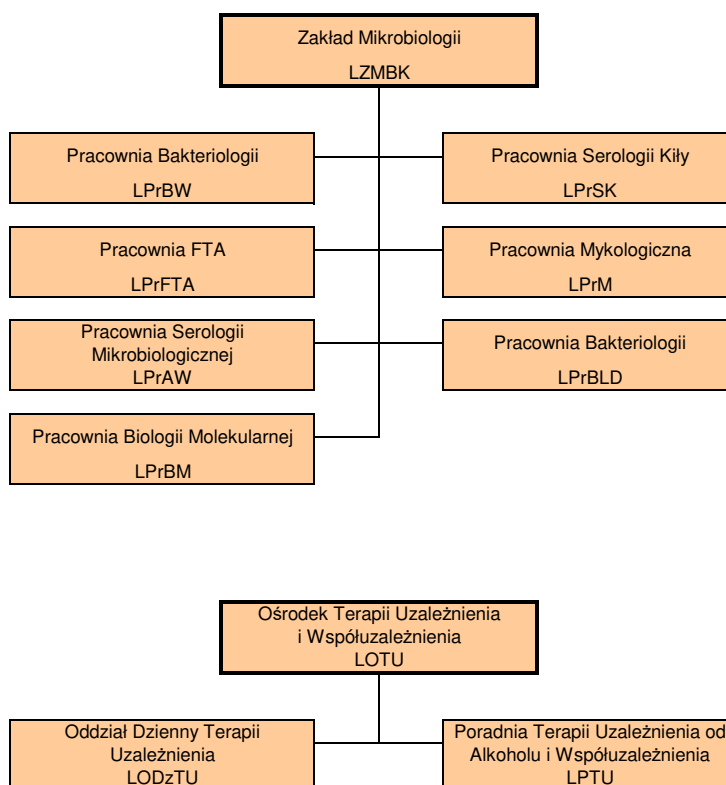 Zakład Mikrobiologii
LZMBK
Pracownia Bakteriologii
LPrBW
Pracownia Serologii Kiły
LPrSK
Pracownia FTA
LPrFTA
Pracownia Mykologiczna
LPrM
Pracownia Serologii
Mikrobiologicznej
LPrAW
Pracownia Bakteriologii
LPrBLD
Pracownia Biologii Molekularnej
LPrBM
Ośrodek Terapii Uzależnienia
i Współuzależnienia
LOTU
Oddział Dzienny Terapii
Uzależnienia
LODzTU
Poradnia Terapii Uzależnienia od
Alkoholu i Współuzależnienia
LPTU